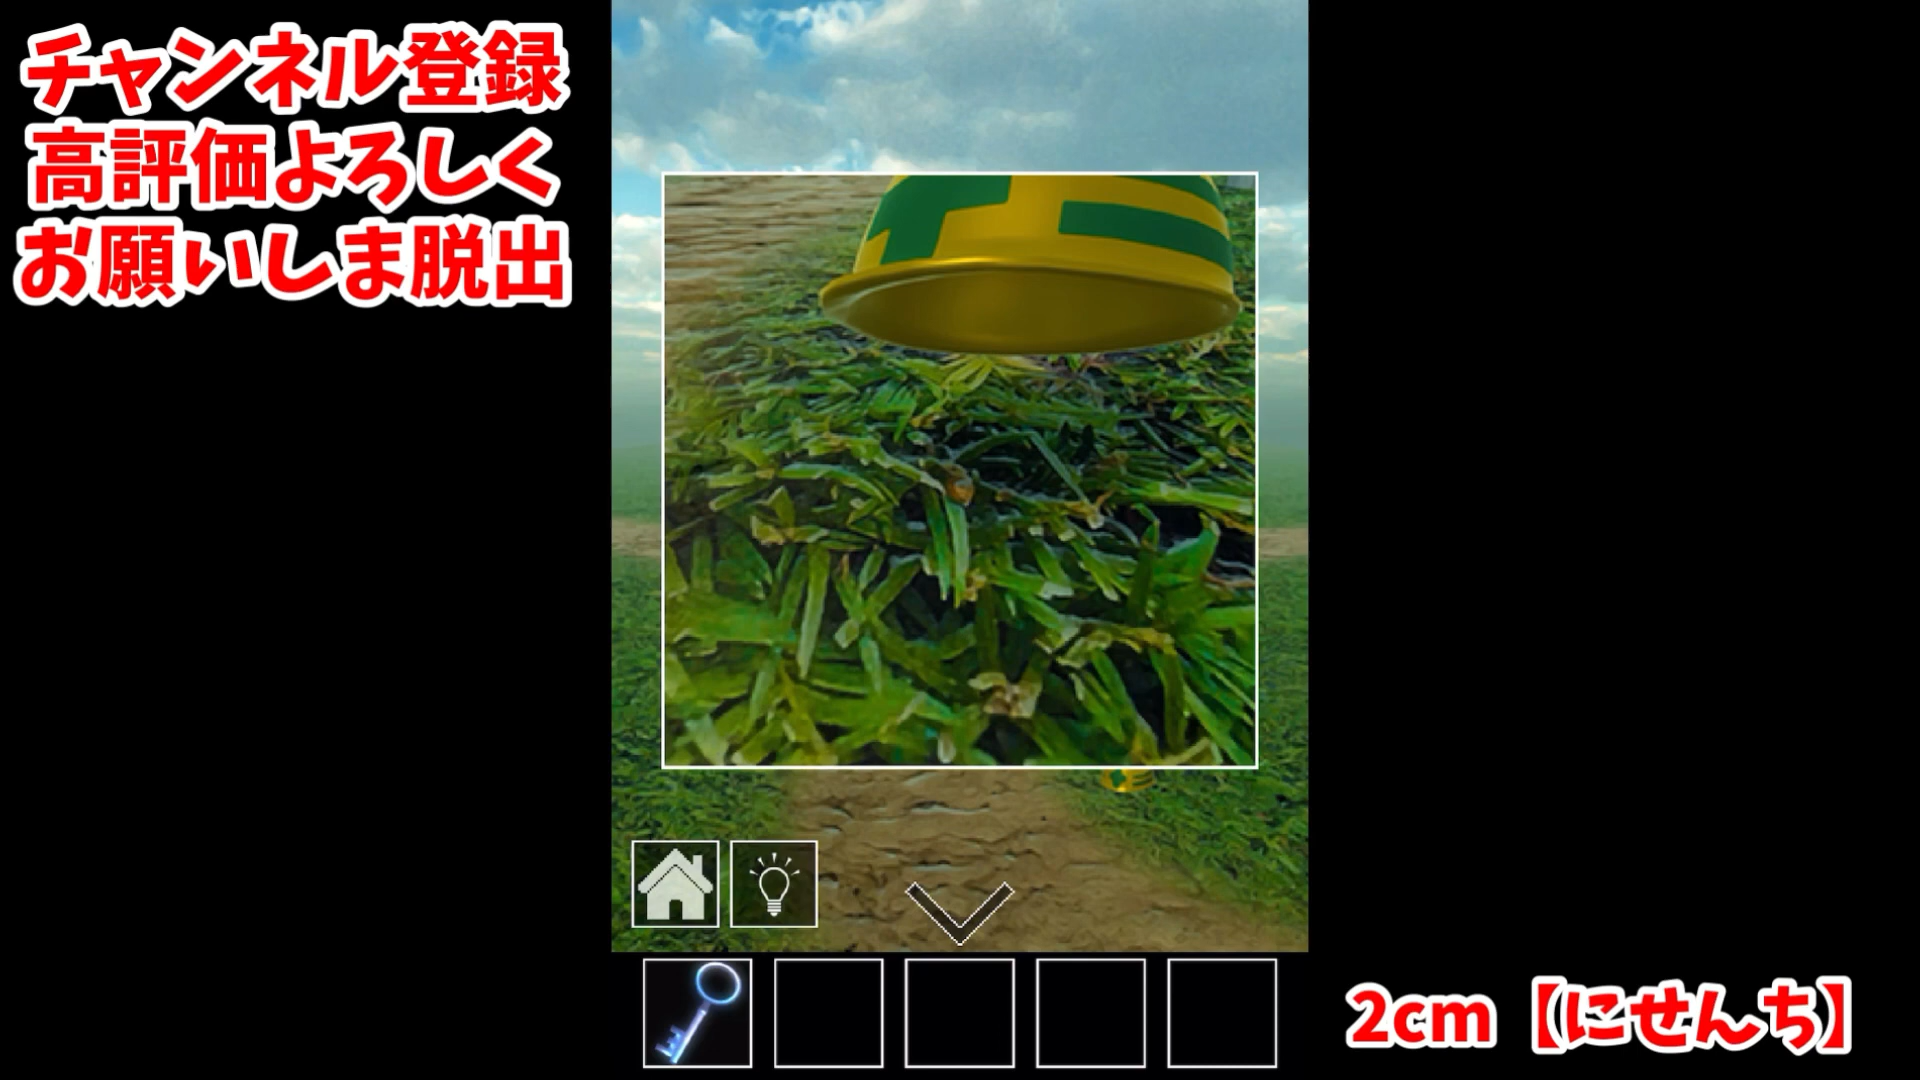 チャンネル登録
高評価よろしく
お願いしま脱出
2cm【にせんち】